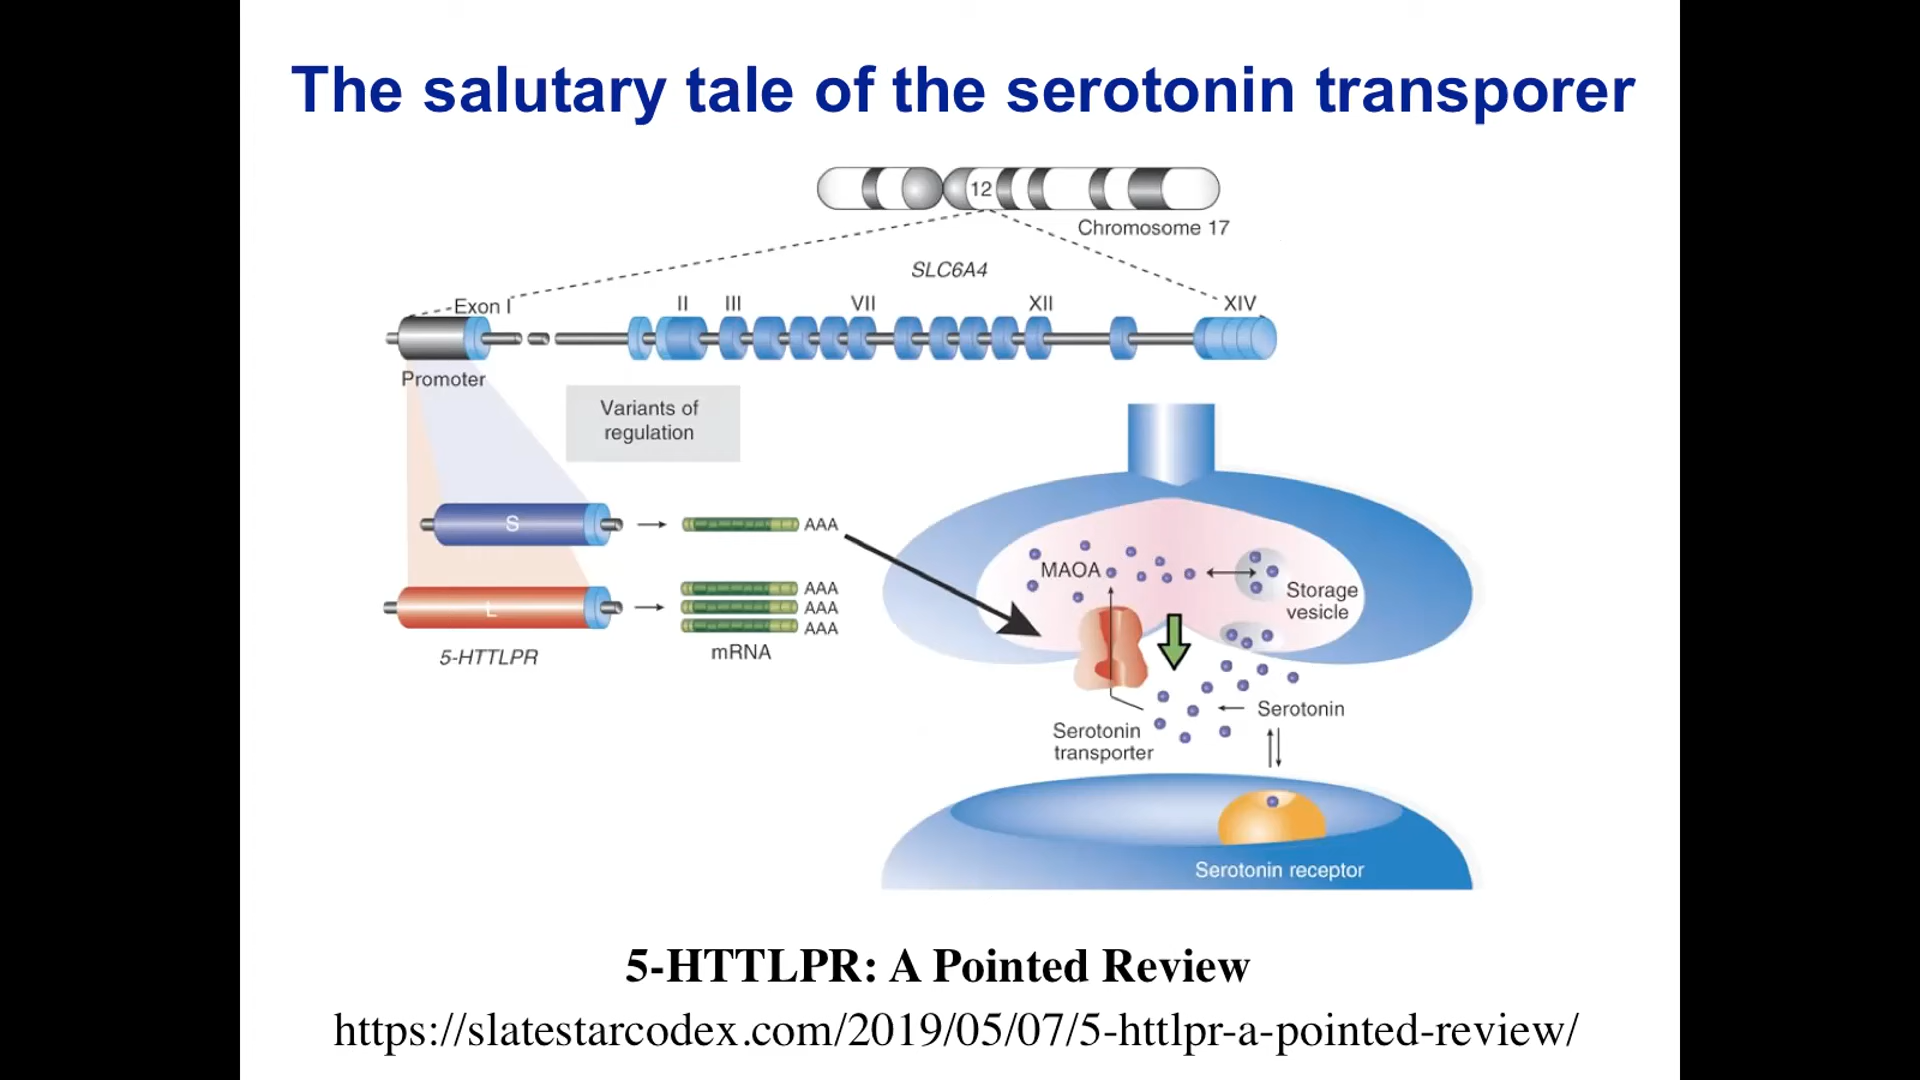 The salutary tale of the serotonin transporer
12
Chromosome 17
SLC6A4
Exon I
II
III
VII
XII
XIV
Promoter
Variants of
regulation
S
AAA
L
AAA
AAA
AAA
5-HTTLPR
mRNA
MAOA
Storage
vesicle
Serotonin
Serotonin
transporter
Serotonin receptor
5-HTTLPR: A Pointed Review
https://slatestarcodex.com/2019/05/07/5-httlpr-a-pointed-review/